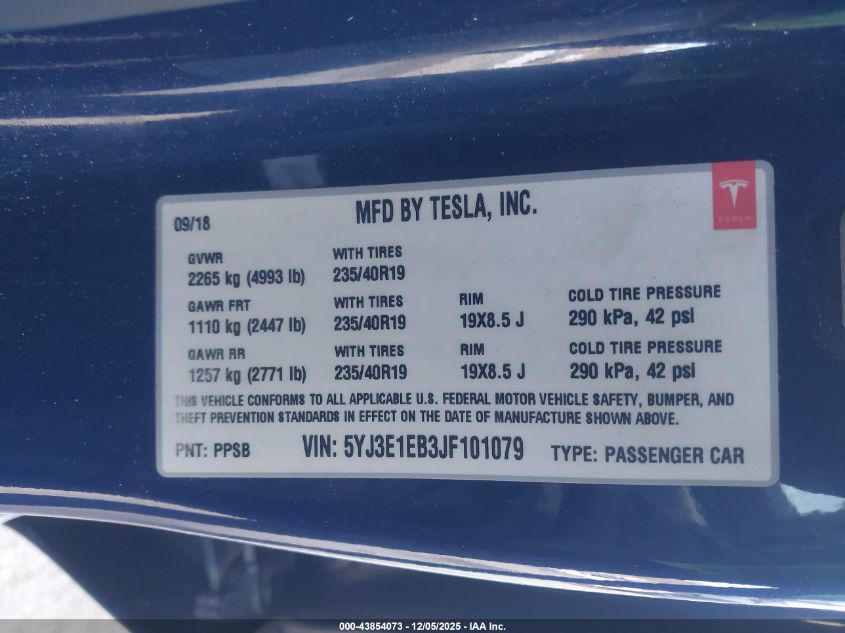 09/18
MFD BY TESLA, INC.
TESLA
GVWR
2265 kg (4993 lb)
WITH TIRES
235/40R19
GAWR FRT
1110 kg (2447 lb)
WITH TIRES
235/40R19
RIM
19X8.5 J
COLD TIRE PRESSURE
290 kPa, 42 psi
GAWR RR
1257 kg (2771 lb)
WITH TIRES
235/40R19
RIM
19X8.5 J
COLD TIRE PRESSURE
290 kPa, 42 psi
THIS VEHICLE CONFORMS TO ALL APPLICABLE U.S. FEDERAL MOTOR VEHICLE SAFETY, BUMPER, AND
THEFT PREVENTION STANDARDS IN EFFECT ON THE DATE OF MANUFACTURE SHOWN ABOVE.
PNT: PPSB
VIN: 5YJ3E1EB3JF101079
TYPE: PASSENGER CAR
000-43854073 - 12/05/2025 - IAA Inc.